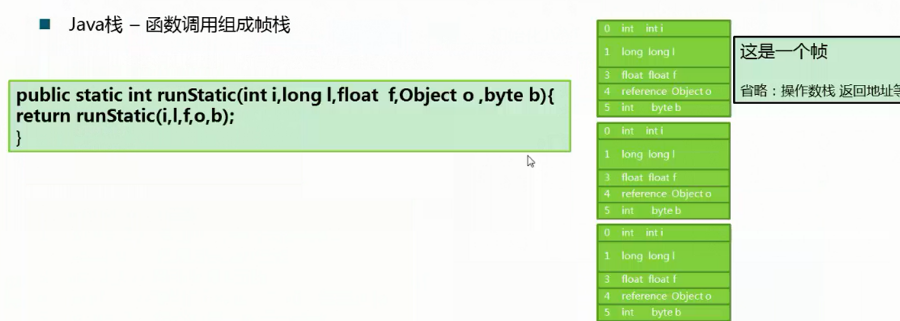 Java栈 – 函数调用组成帧栈
public static int runStatic(int i,long l,float f,Object o ,byte b){
return runStatic(i,l,f,o,b);
}
0 int int i
1 long long l
3 float float f
4 reference Object o
5 int byte b
这是一个帧
省略：操作数栈 返回地址等
0 int int i
1 long long l
3 float float f
4 reference Object o
5 int byte b
0 int int i
1 long long l
3 float float f
4 reference Object o
5 int byte b